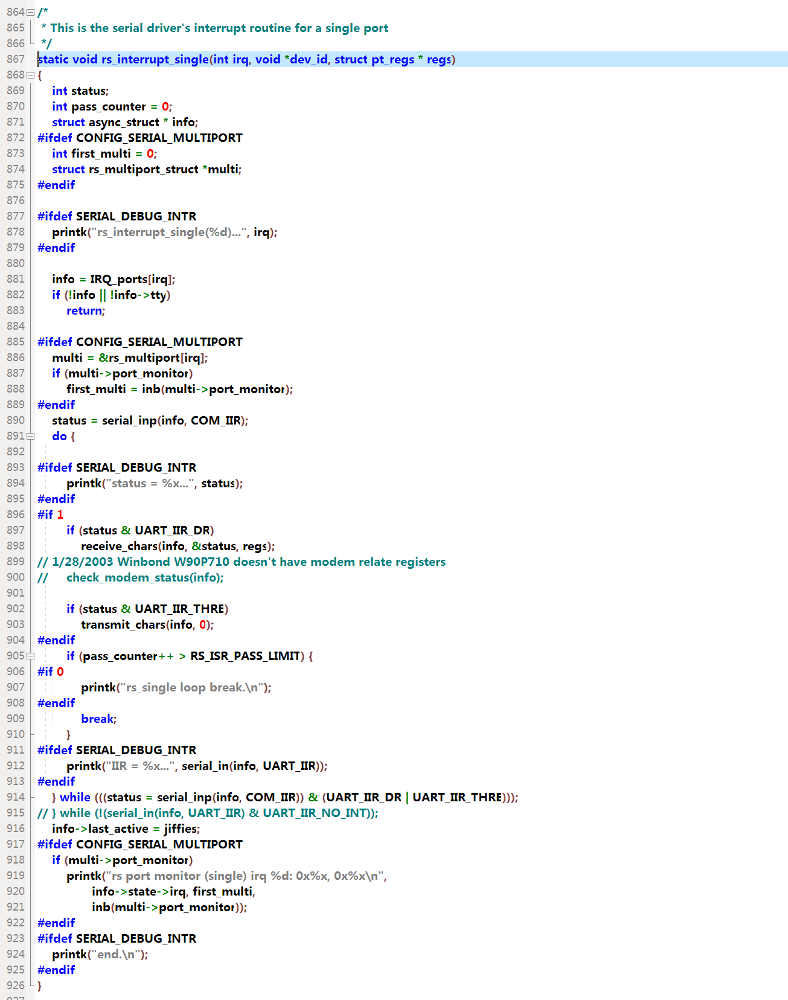 864 /*
865  * This is the serial driver's interrupt routine for a single port
866  */
867 static void rs_interrupt_single(int irq, void *dev_id, struct pt_regs * regs)
868 {
869     int status;
870     int pass_counter = 0;
871     struct async_struct * info;
872 #ifdef CONFIG_SERIAL_MULTIPORT
873     int first_multi = 0;
874     struct rs_multiport_struct *multi;
875 #endif
876
877 #ifdef SERIAL_DEBUG_INTR
878     printk("rs_interrupt_single(%d)...", irq);
879 #endif
880
881     info = IRQ_ports[irq];
882     if (!info || !info->tty)
883         return;
884
885 #ifdef CONFIG_SERIAL_MULTIPORT
886     multi = &rs_multiport[irq];
887     if (multi->port_monitor)
888         first_multi = inb(multi->port_monitor);
889 #endif
890     status = serial_inp(info, COM_IIR);
891     do {
892
893 #ifdef SERIAL_DEBUG_INTR
894         printk("status = %x...", status);
895 #endif
896 #if 1
897         if (status & UART_IIR_DR)
898             receive_chars(info, &status, regs);
899 // 1/28/2003 Winbond W90P710 doesn't have modem relate registers
900 //     check_modem_status(info);
901
902         if (status & UART_IIR_THRE)
903             transmit_chars(info, 0);
904 #endif
905         if (pass_counter++ > RS_ISR_PASS_LIMIT) {
906 #if 0
907             printk("rs_single loop break.\n");
908 #endif
909             break;
910         }
911 #ifdef SERIAL_DEBUG_INTR
912         printk("IIR = %x...", serial_in(info, UART_IIR));
913 #endif
914     } while (((status = serial_inp(info, COM_IIR)) & (UART_IIR_DR | UART_IIR_THRE)));
915 // } while (!(serial_in(info, UART_IIR) & UART_IIR_NO_INT));
916     info->last_active = jiffies;
917 #ifdef CONFIG_SERIAL_MULTIPORT
918     if (multi->port_monitor)
919         printk("rs port monitor (single) irq %d: 0x%x, 0x%x\n",
920                info->state->irq, first_multi,
921                inb(multi->port_monitor));
922 #endif
923 #ifdef SERIAL_DEBUG_INTR
924     printk("end.\n");
925 #endif
926 }
927